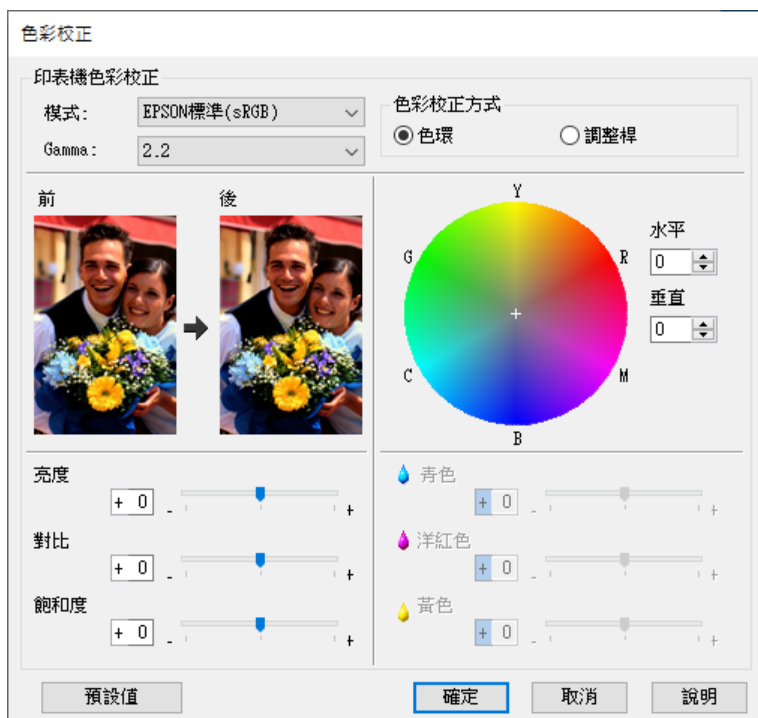 色彩校正
印表機色彩校正
模式:
EPSON標準(sRGB)
Gamma:
2.2
色彩校正方式
色環
調整桿
前
後
Y
G
R
C
M
B
水平
0
垂直
0
亮度
+ 0
- +
對比
+ 0
- +
飽和度
+ 0
- +
青色
+ 0
- +
洋紅色
+ 0
- +
黃色
+ 0
- +
預設值
確定
取消
說明